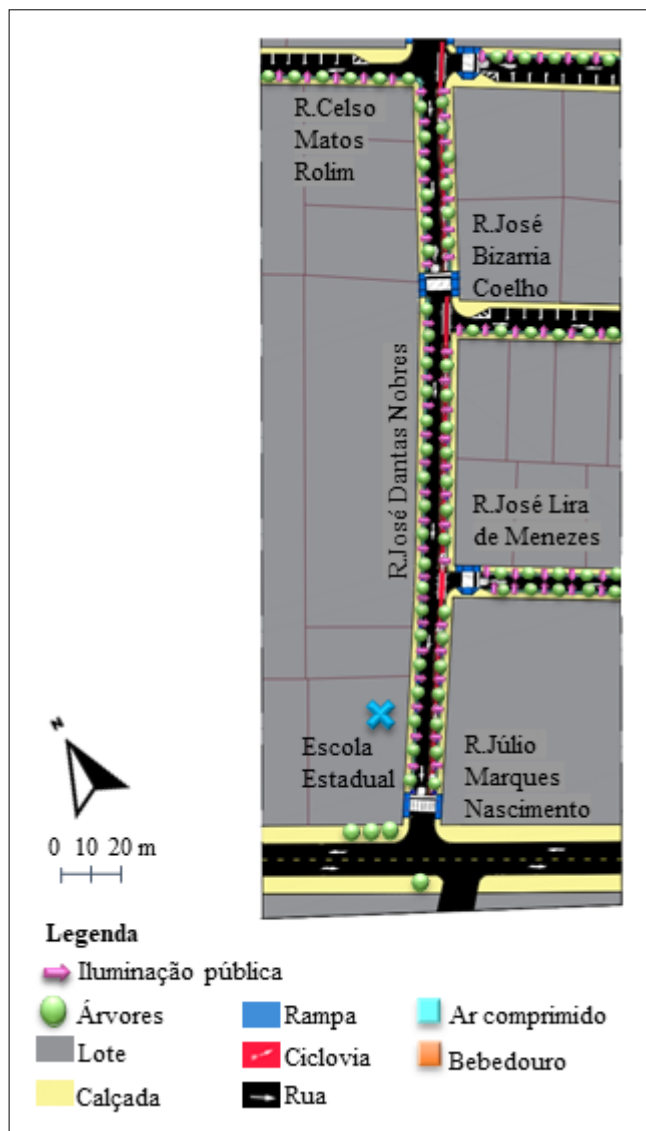 R.Celso
Matos
Rolim
R.José
Bizarria
Coelho
R.José Dantas Nobres
R.José Lira
de Menezes
Escola
Estadual
R.Júlio
Marques
Nascimento
N
0 10 20 m
Legenda
Iluminação pública
Árvores
Rampa
Ar comprimido
Lote
Ciclovia
Bebedouro
Calçada
Rua